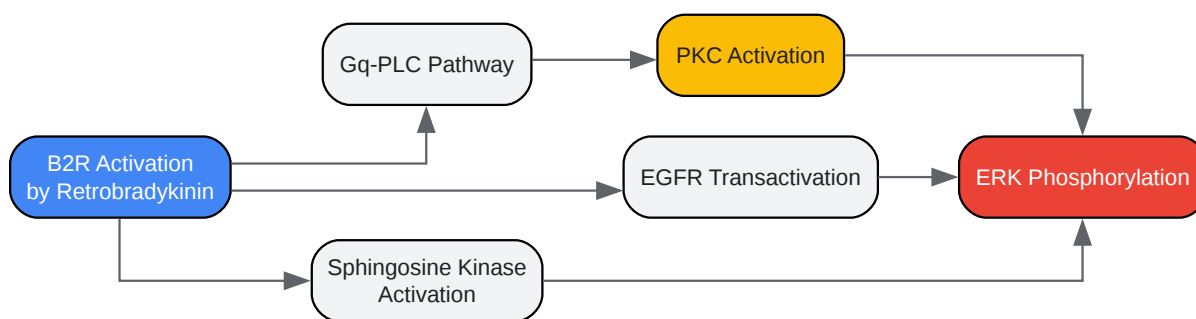 Gq-PLC Pathway
PKC Activation
B2R Activation
by Retrobradykinin
EGFR Transactivation
ERK Phosphorylation
Sphingosine Kinase
Activation